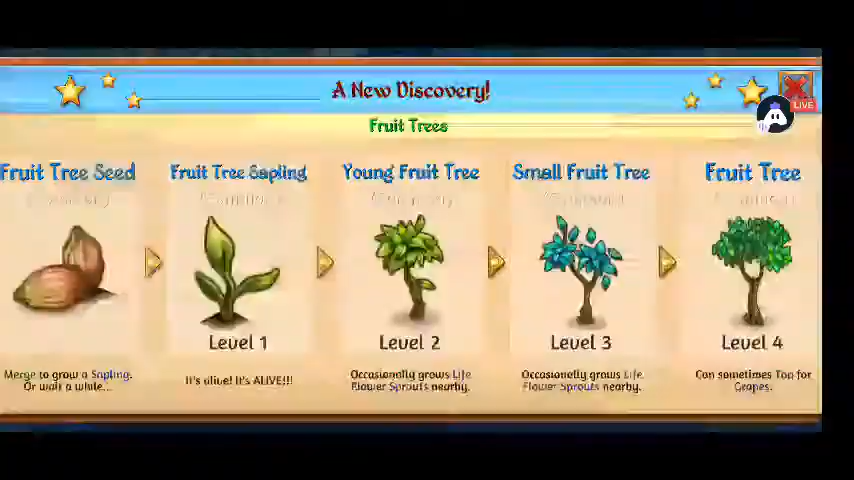 A New Discovery!
LIVE
Fruit Trees
Fruit Tree Seed
Fruit Tree Sapling
Young Fruit Tree
Small Fruit Tree
Fruit Tree
Level 1
Level 2
Level 3
Level 4
Merge to grow a Sapling.
Or wait a while...
It's alive! It's ALIVE!!!
Occasionally grows Life
Flower Sprouts nearby.
Occasionally grows Life
Flower Sprouts nearby.
Can sometimes Tap for
Grapes.